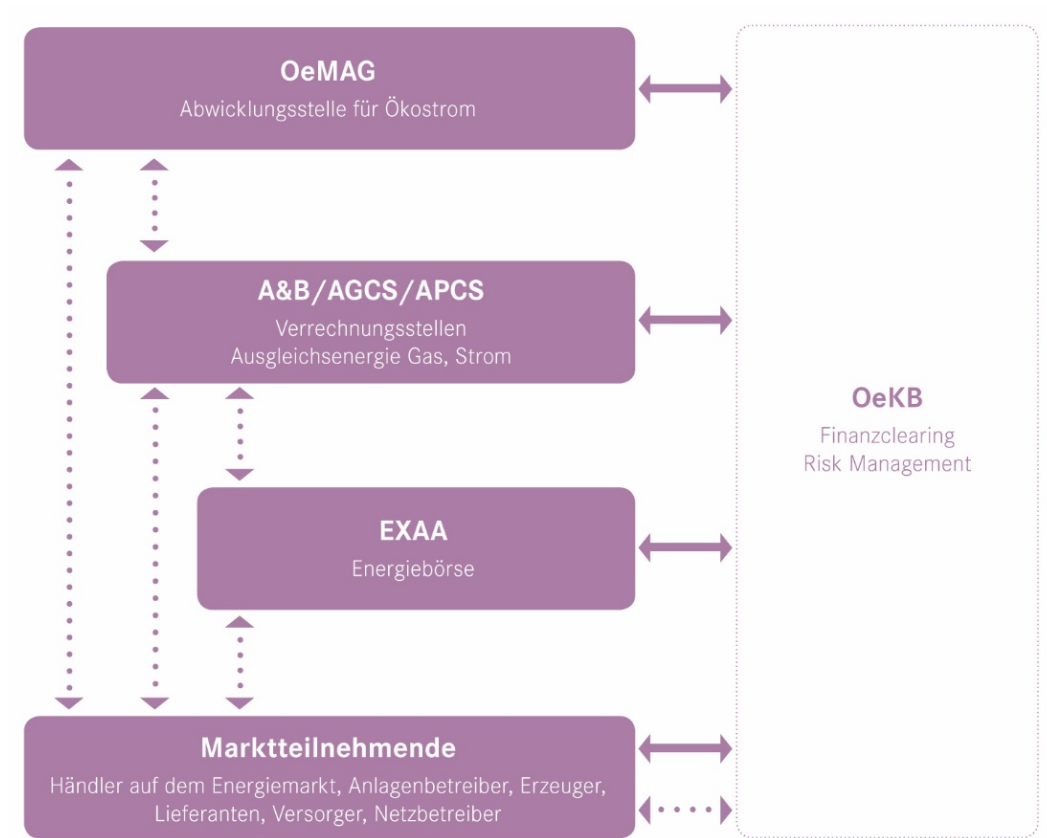 OeMAG
Abwicklungsstelle für Ökostrom
A&B/AGCS/APCS
Verrechnungsstellen
Ausgleichsenergie Gas, Strom
OeKB
Finanzclearing
Risk Management
EXAA
Energiebörse
Marktteilnehmende
Händler auf dem Energiemarkt, Anlagenbetreiber, Erzeuger,
Lieferanten, Versorger, Netzbetreiber